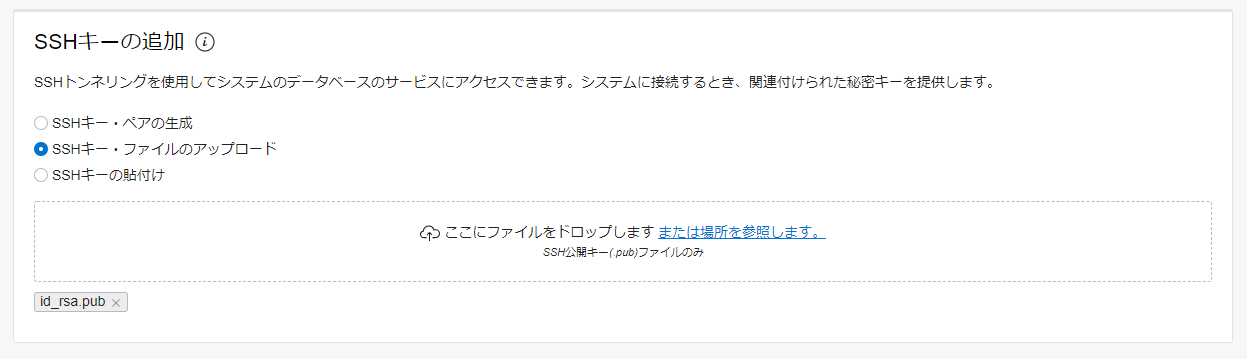 SSHキーの追加
SSHトンネリングを使用してシステムのデータベースのサービスにアクセスできます。システムに接続するとき、関連付けられた秘密キーを提供します。
SSHキー・ペアの生成
SSHキー・ファイルのアップロード
SSHキーの貼付け
ここにファイルをドロップします または場所を参照します。
SSH公開キー(.pub)ファイルのみ
id_rsa.pub